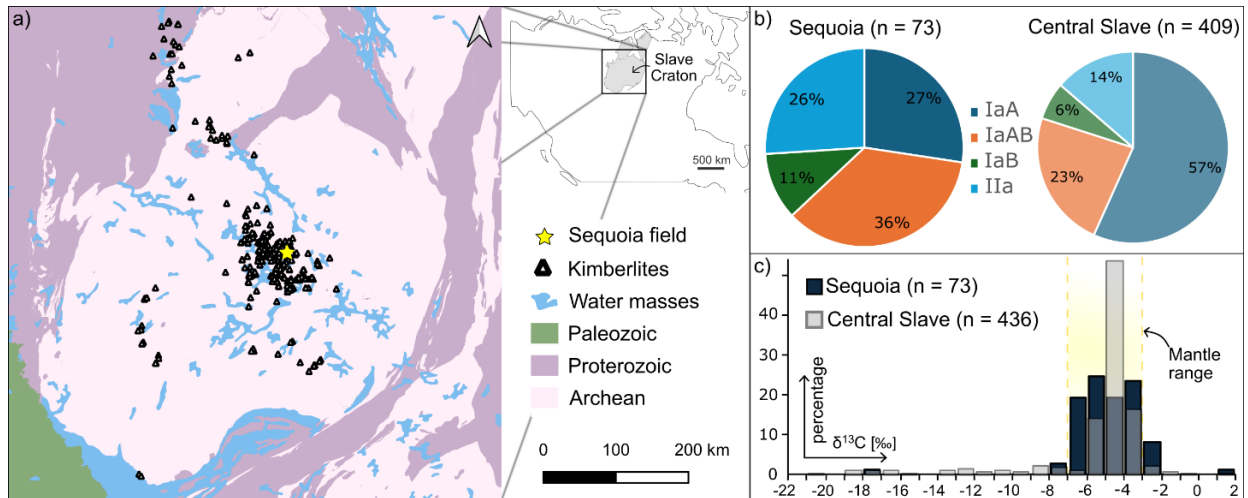 a)
Slave
Craton
500 km
Sequoia field
Kimberlites
Water masses
Paleozoic
Proterozoic
Archean
0 100 200 km
b)
Sequoia (n = 73)
Central Slave (n = 409)
26%
27%
11%
36%
IaA
IaAB
IaB
IIa
14%
6%
23%
57%
c)
Sequoia (n = 73)
Central Slave (n = 436)
Mantle
range
percentage
δ¹³C [‰]
40
30
20
10
0
-22 -20 -18 -16 -14 -12 -10 -8 -6 -4 -2 0 2